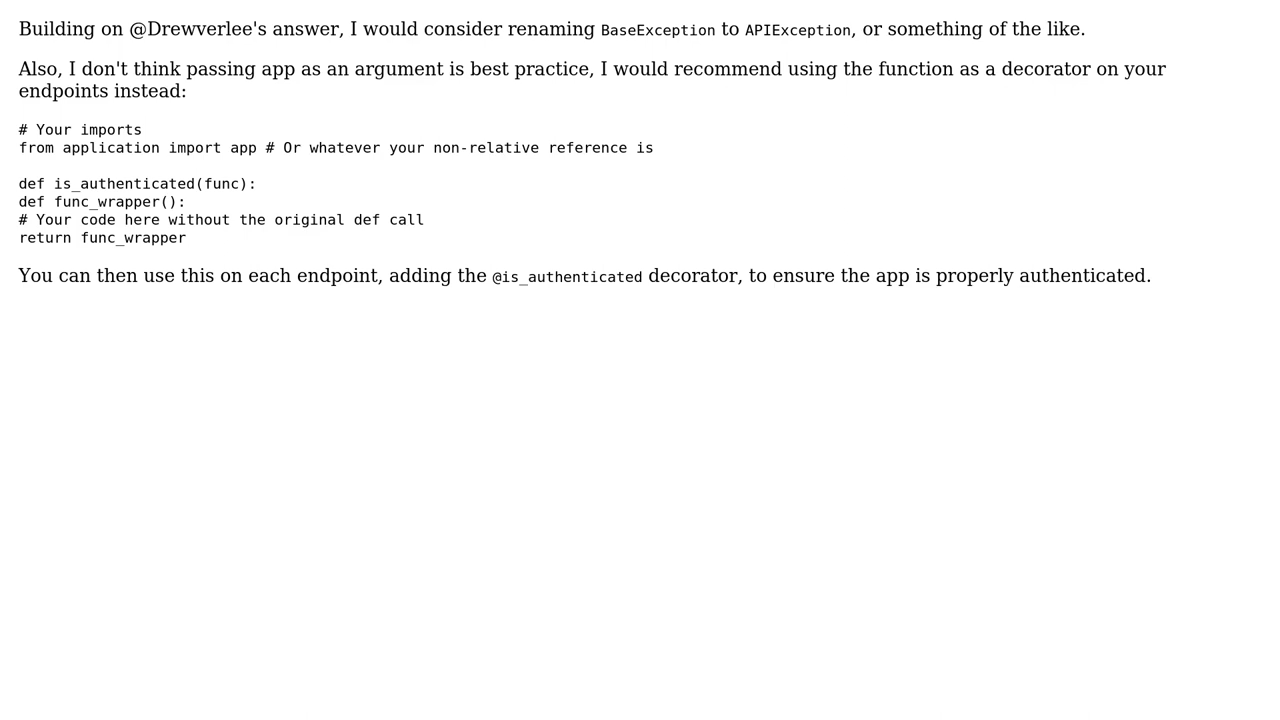 Building on @Drewverlee's answer, I would consider renaming BaseException to APIException, or something of the like.
Also, I don't think passing app as an argument is best practice, I would recommend using the function as a decorator on your
endpoints instead:
# Your imports
from application import app # Or whatever your non-relative reference is
def is_authenticated(func):
def func_wrapper():
# Your code here without the original def call
return func_wrapper
You can then use this on each endpoint, adding the @is_authenticated decorator, to ensure the app is properly authenticated.